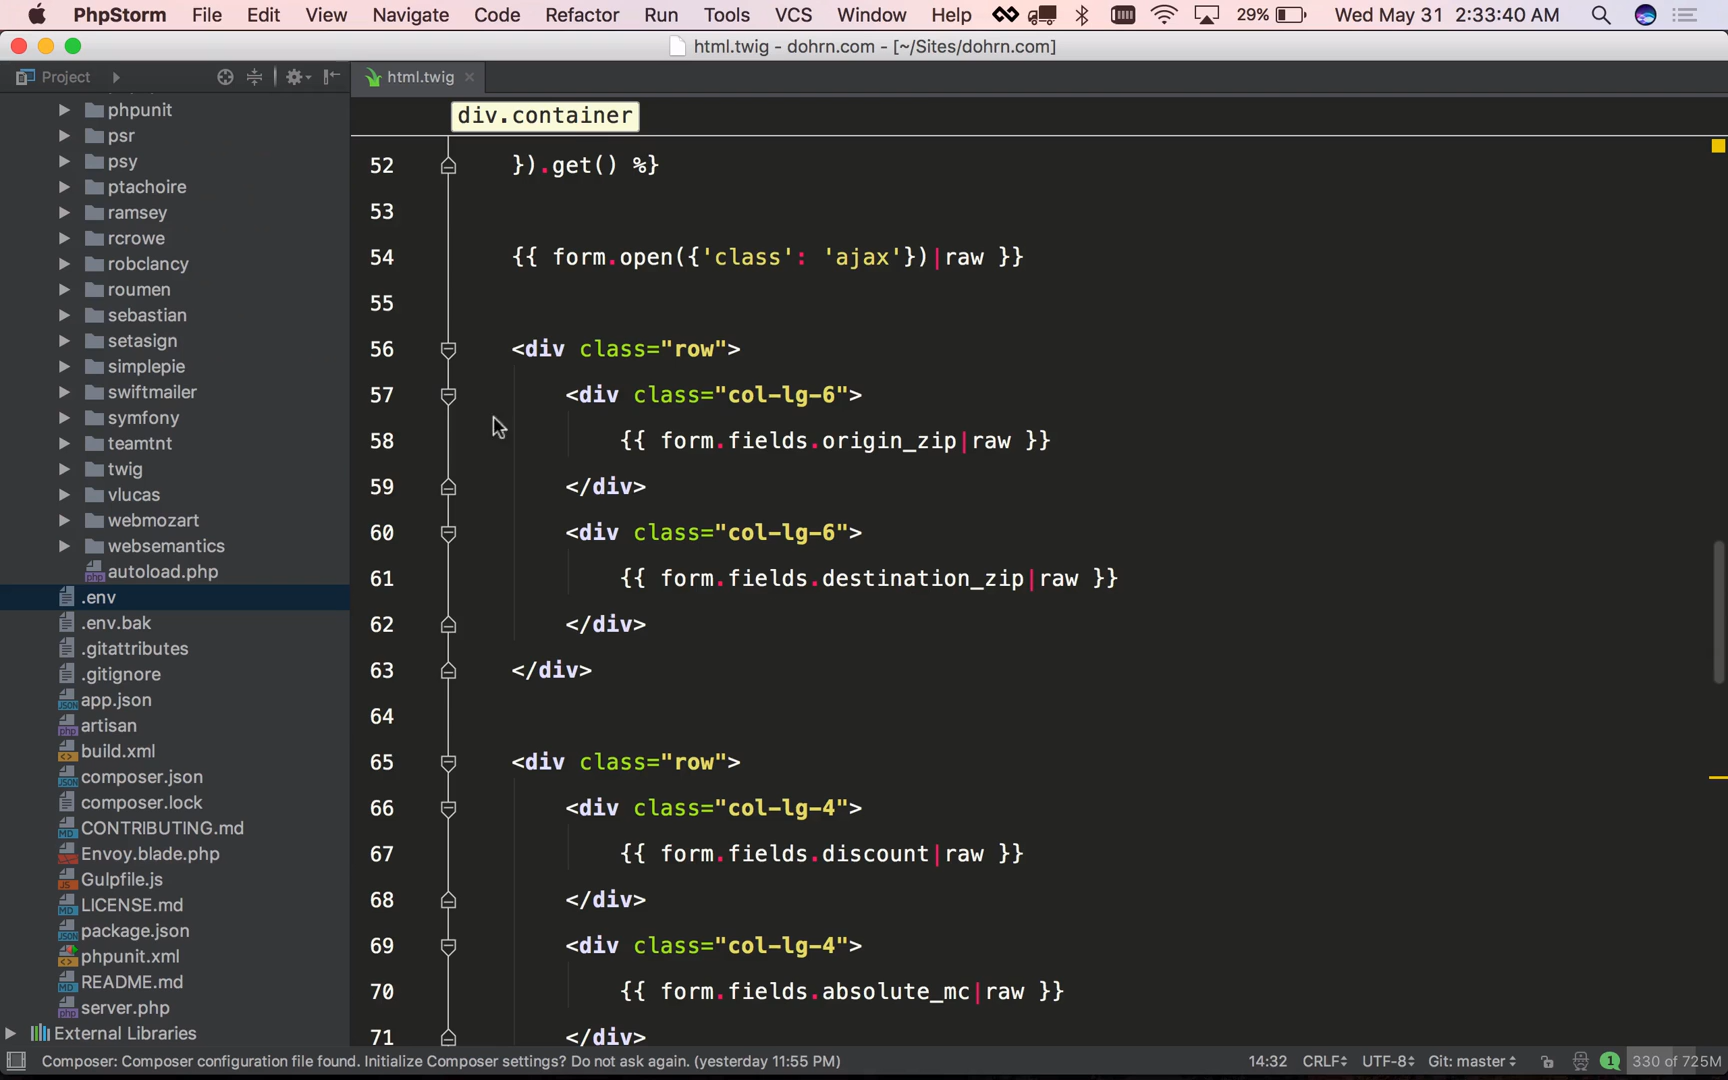 PhpStorm File Edit View Navigate Code Refactor Run Tools VCS Window Help 29% Wed May 31 2:33:40 AM
html.twig - dohrn.com - [~/Sites/dohrn.com]
Project
html.twig
div.container
phpunit
psr
psy
ptachoire
ramsey
rcrowe
robclancy
roumen
sebastian
setasign
simplepie
swiftmailer
symfony
teamtnt
twig
vlucas
webmozart
websemantics
autoload.php
.env
.env.bak
.gitattributes
.gitignore
app.json
artisan
build.xml
composer.json
composer.lock
CONTRIBUTING.md
Envoy.blade.php
Gulpfile.js
LICENSE.md
package.json
phpunit.xml
README.md
server.php
External Libraries
52 }).get() %}
53
54 {{ form.open({'class': 'ajax'})|raw }}
55
56 <div class="row">
57 <div class="col-lg-6">
58 {{ form.fields.origin_zip|raw }}
59 </div>
60 <div class="col-lg-6">
61 {{ form.fields.destination_zip|raw }}
62 </div>
63 </div>
64
65 <div class="row">
66 <div class="col-lg-4">
67 {{ form.fields.discount|raw }}
68 </div>
69 <div class="col-lg-4">
70 {{ form.fields.absolute_mc|raw }}
71 </div>
Composer: Composer configuration file found. Initialize Composer settings? Do not ask again. (yesterday 11:55 PM) 14:32 CRLF UTF-8 Git: master 1 330 of 725M